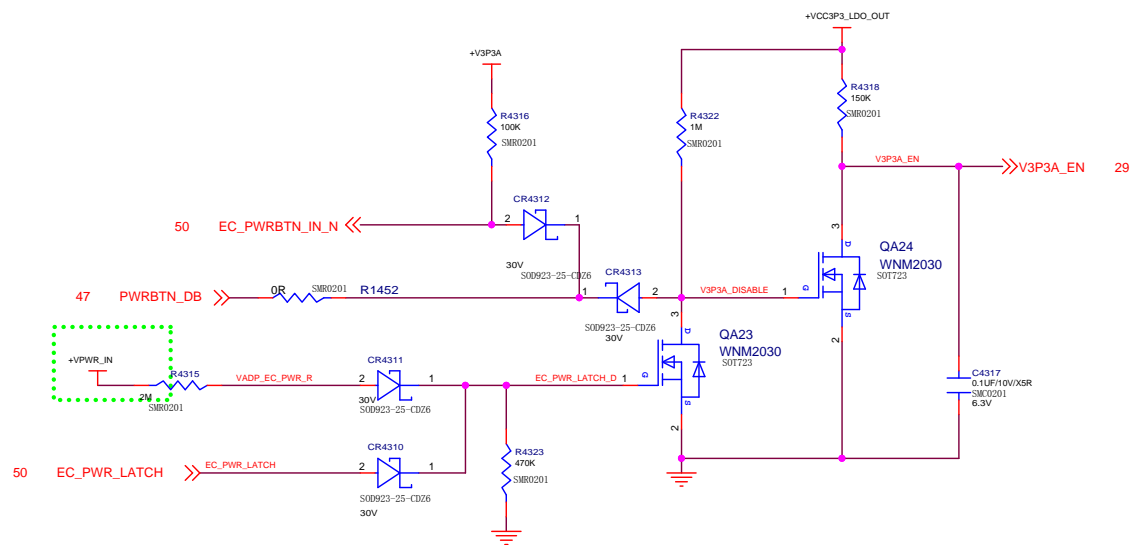 +VCC3P3_LDO_OUT
+V3P3A
R4318
150K
SMR0201
R4316
100K
SMR0201
R4322
1M
SMR0201
V3P3A_EN
V3P3A_EN 29
CR4312
2 1
50 EC_PWRBTN_IN_N
30V
SOD923-25-CDZ6
3
D
QA24
WNM2030
SOT723
CR4313
47 PWRBTN_DB
0R SMR0201 R1452
1 2
V3P3A_DISABLE
1
G
SOD923-25-CDZ6
30V
S
2
3
D
QA23
WNM2030
SOT723
+VPWR_IN
R4315
2M
SMR0201
VADP_EC_PWR_R
CR4311
2 1
30V
SOD923-25-CDZ6
EC_PWR_LATCH_D
1
G
S
2
C4317
0.1UF/10V/X5R
SMC0201
6.3V
CR4310
50 EC_PWR_LATCH
EC_PWR_LATCH
2 1
SOD923-25-CDZ6
30V
R4323
470K
SMR0201